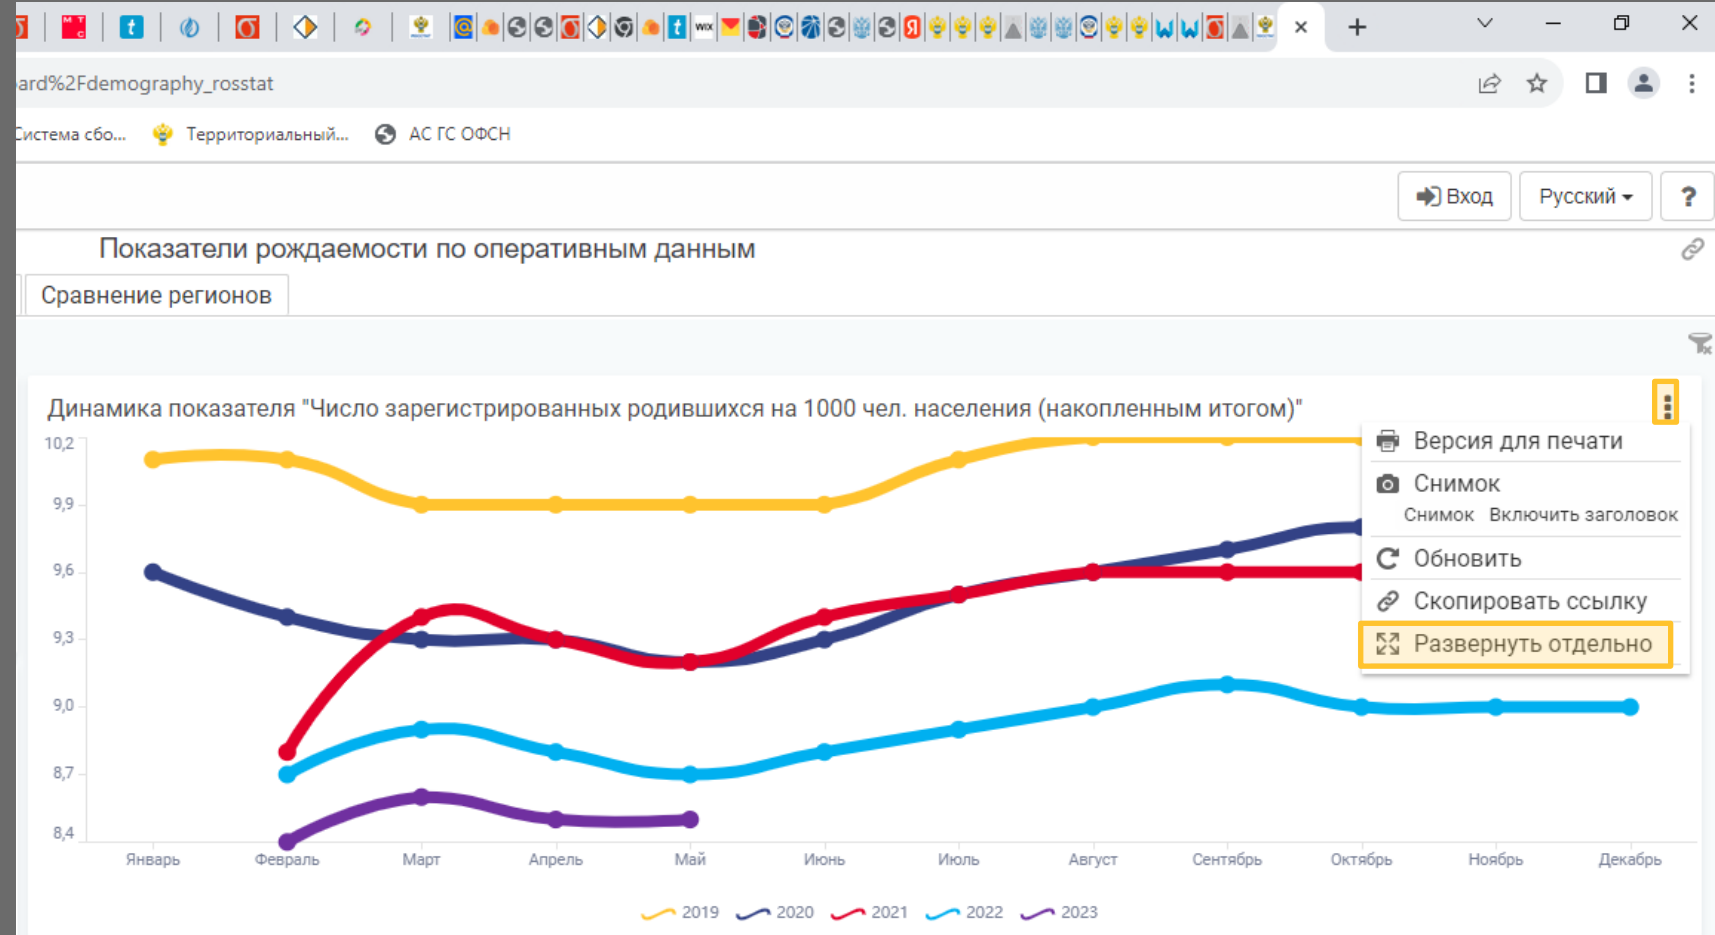 ard%2Fdemography_rosstat
Система сбо... Территориальный... АС ГС ОФСН
Вход Русский ?
Показатели рождаемости по оперативным данным
Сравнение регионов
Динамика показателя "Число зарегистрированных родившихся на 1000 чел. населения (накопленным итогом)"
Версия для печати
Снимок
Снимок Включить заголовок
Обновить
Скопировать ссылку
Развернуть отдельно
10,2
9,9
9,6
9,3
9,0
8,7
8,4
Январь Февраль Март Апрель Май Июнь Июль Август Сентябрь Октябрь Ноябрь Декабрь
2019 2020 2021 2022 2023